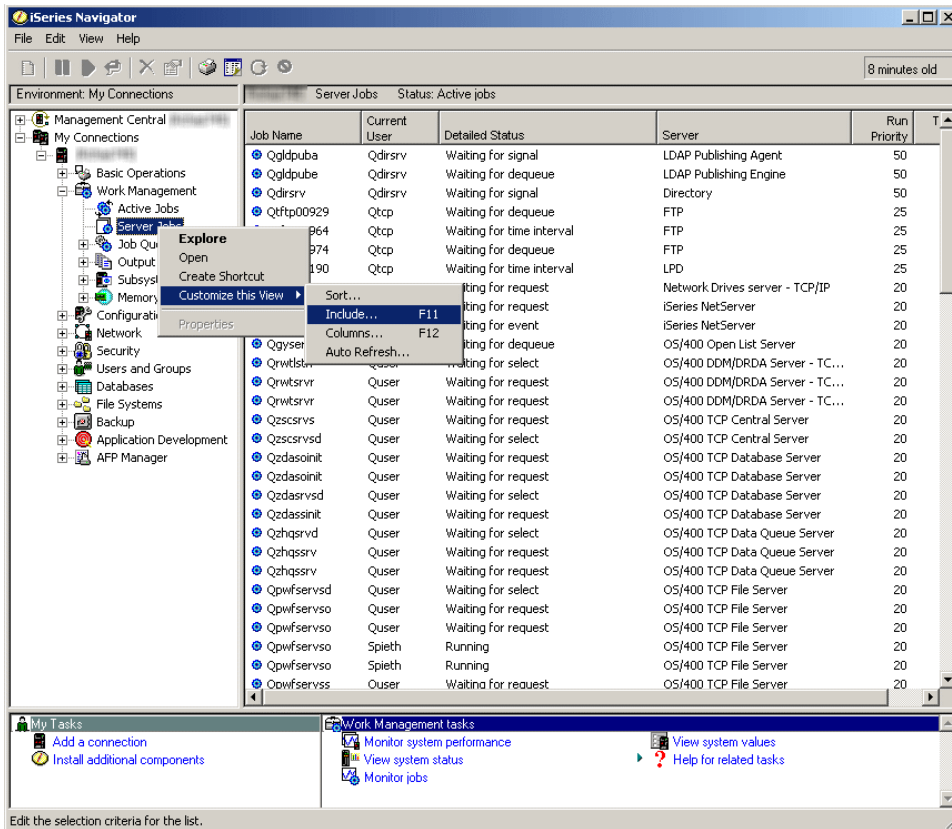 iSeries Navigator
File Edit View Help
8 minutes old
Environment: My Connections
Server Jobs Status: Active jobs
Management Central
My Connections
Basic Operations
Work Management
Active Jobs
Server Jobs
Job Qu
Output
Subsyst
Memory
Configurati
Network
Security
Users and Groups
Databases
File Systems
Backup
Application Development
AFP Manager
Explore
Open
Create Shortcut
Customize this View
Properties
Sort...
Include... F11
Columns... F12
Auto Refresh...
Job Name Current User Detailed Status Server Run Priority T
Qgldpuba Qdirsrv Waiting for signal LDAP Publishing Agent 50
Qgldpube Qdirsrv Waiting for dequeue LDAP Publishing Engine 50
Qdirsrv Qdirsrv Waiting for signal Directory 50
Qtftp00929 Qtcp Waiting for dequeue FTP 25
964 Qtcp Waiting for time interval FTP 25
974 Qtcp Waiting for dequeue FTP 25
190 Qtcp Waiting for time interval LPD 25
iting for request Network Drives server - TCP/IP 20
iting for request iSeries NetServer 20
iting for event iSeries NetServer 20
Qgyser iting for dequeue OS/400 Open List Server 20
Qrwtlstn Quser Waiting for select OS/400 DDM/DRDA Server - TC... 20
Qrwtsrvr Quser Waiting for request OS/400 DDM/DRDA Server - TC... 20
Qrwtsrvr Quser Waiting for request OS/400 DDM/DRDA Server - TC... 20
Qzscsrvs Quser Waiting for request OS/400 TCP Central Server 20
Qzscsrvsd Quser Waiting for select OS/400 TCP Central Server 20
Qzdasoinit Quser Waiting for request OS/400 TCP Database Server 20
Qzdasoinit Quser Waiting for request OS/400 TCP Database Server 20
Qzdasrvsd Quser Waiting for select OS/400 TCP Database Server 20
Qzdassinit Quser Waiting for request OS/400 TCP Database Server 20
Qzhqsrvd Quser Waiting for select OS/400 TCP Data Queue Server 20
Qzhqssrv Quser Waiting for request OS/400 TCP Data Queue Server 20
Qzhqssrv Quser Waiting for request OS/400 TCP Data Queue Server 20
Qpwfservsd Quser Waiting for select OS/400 TCP File Server 20
Qpwfservso Quser Waiting for request OS/400 TCP File Server 20
Qpwfservso Quser Waiting for request OS/400 TCP File Server 20
Qpwfservso Spieth Running OS/400 TCP File Server 20
Qpwfservso Spieth Running OS/400 TCP File Server 20
Qpwfservss Quser Waiting for request OS/400 TCP File Server 20
My Tasks
Add a connection
Install additional components
Work Management tasks
Monitor system performance
View system status
Monitor jobs
View system values
Help for related tasks
Edit the selection criteria for the list.